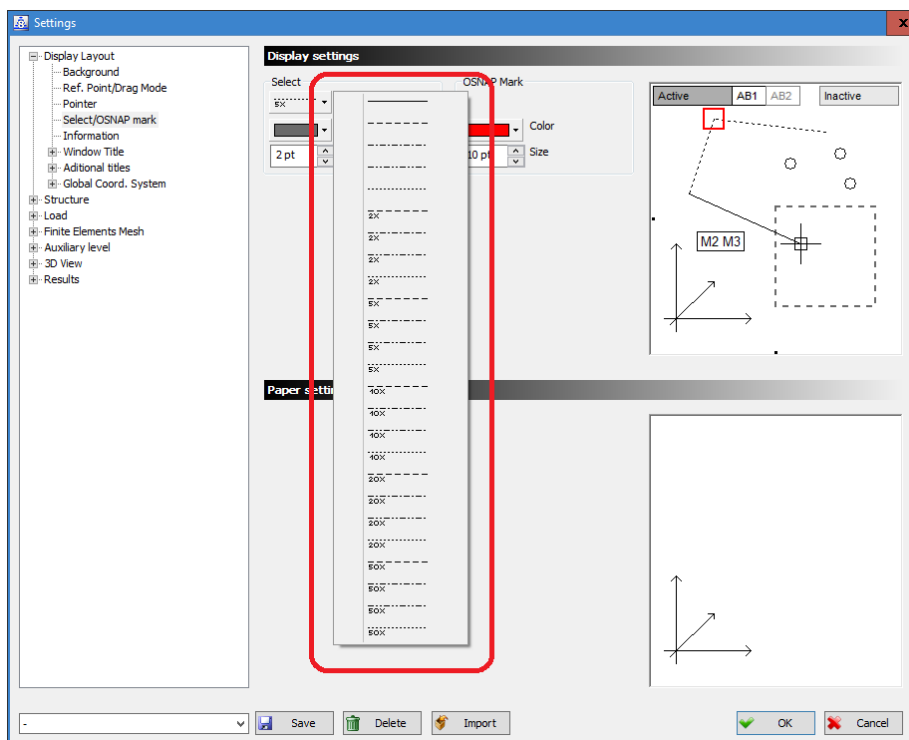 Settings
x
Display Layout
Background
Ref. Point/Drag Mode
Pointer
Select/OSNAP mark
Information
Window Title
Aditional titles
Global Coord. System
Structure
Load
Finite Elements Mesh
Auxiliary level
3D View
Results
Display settings
Select
OSNAP Mark
5X
Color
2 pt
10 pt
Size
2X
2X
2X
2X
5X
5X
5X
5X
10X
10X
10X
10X
20X
20X
20X
20X
50X
50X
50X
50X
Active
AB1
AB2
Inactive
M2 M3
Paper setti
-
Save
Delete
Import
OK
Cancel